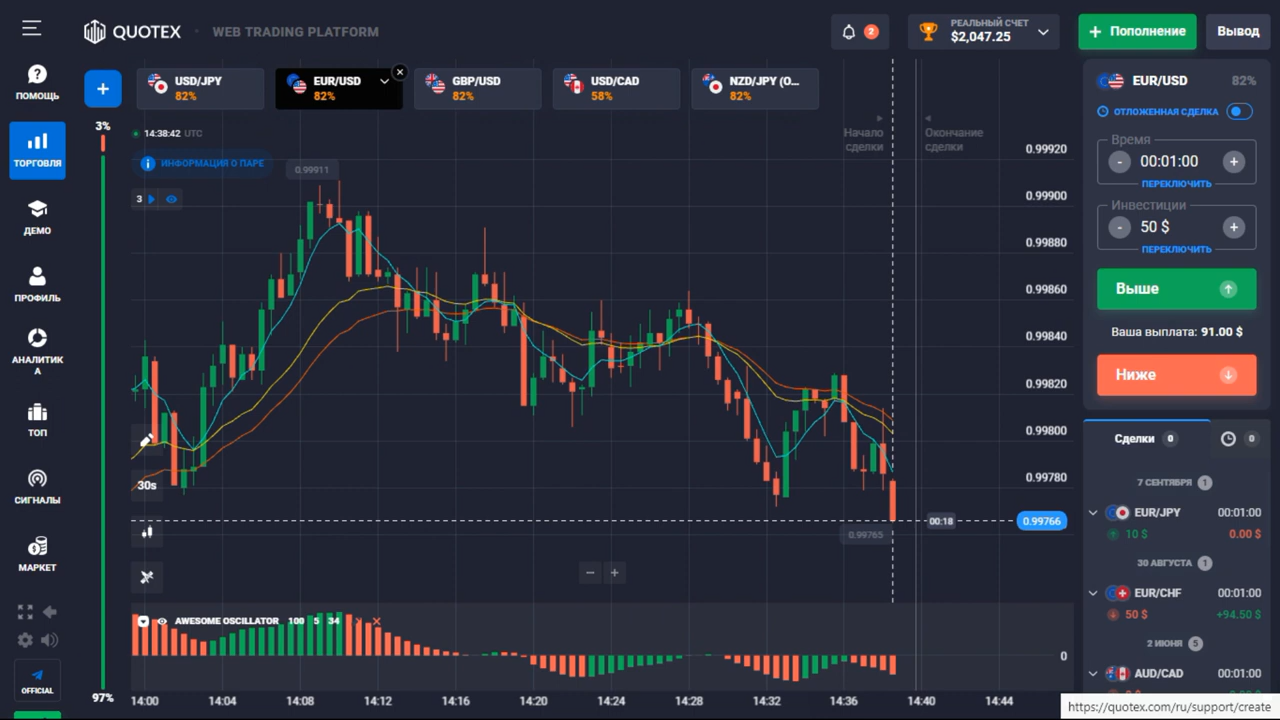 QUOTEX
WEB TRADING PLATFORM
2
РЕАЛЬНЫЙ СЧЕТ
$2,047.25
+ Пополнение
Вывод
ПОМОЩЬ
ТОРГОВЛЯ
ДЕМО
ПРОФИЛЬ
АНАЛИТИК
А
ТОП
СИГНАЛЫ
МАРКЕТ
OFFICIAL
+
3%
97%
USD/JPY
82%
EUR/USD
82%
GBP/USD
82%
USD/CAD
58%
NZD/JPY (O...
82%
14:38:42 UTC
ИНФОРМАЦИЯ О ПАРЕ
3
0.99911
Начало
сделки
Окончание
сделки
0.99920
0.99900
0.99880
0.99860
0.99840
0.99820
0.99800
0.99780
0.99766
00:18
0.99765
30s
− +
AWESOME OSCILLATOR 100 5 34
0
14:00 14:04 14:08 14:12 14:16 14:20 14:24 14:28 14:32 14:36 14:40 14:44
EUR/USD 82%
ОТЛОЖЕННАЯ СДЕЛКА
Время
- 00:01:00 +
ПЕРЕКЛЮЧИТЬ
Инвестиции
- 50 $ +
ПЕРЕКЛЮЧИТЬ
Выше
Ваша выплата: 91.00 $
Ниже
Сделки 0
0
7 СЕНТЯБРЯ 1
EUR/JPY 00:01:00
10 $ 0.00 $
30 АВГУСТА 1
EUR/CHF 00:01:00
50 $ +94.50 $
2 ИЮНЯ 5
AUD/CAD 00:01:00
https://quotex.com/ru/support/create